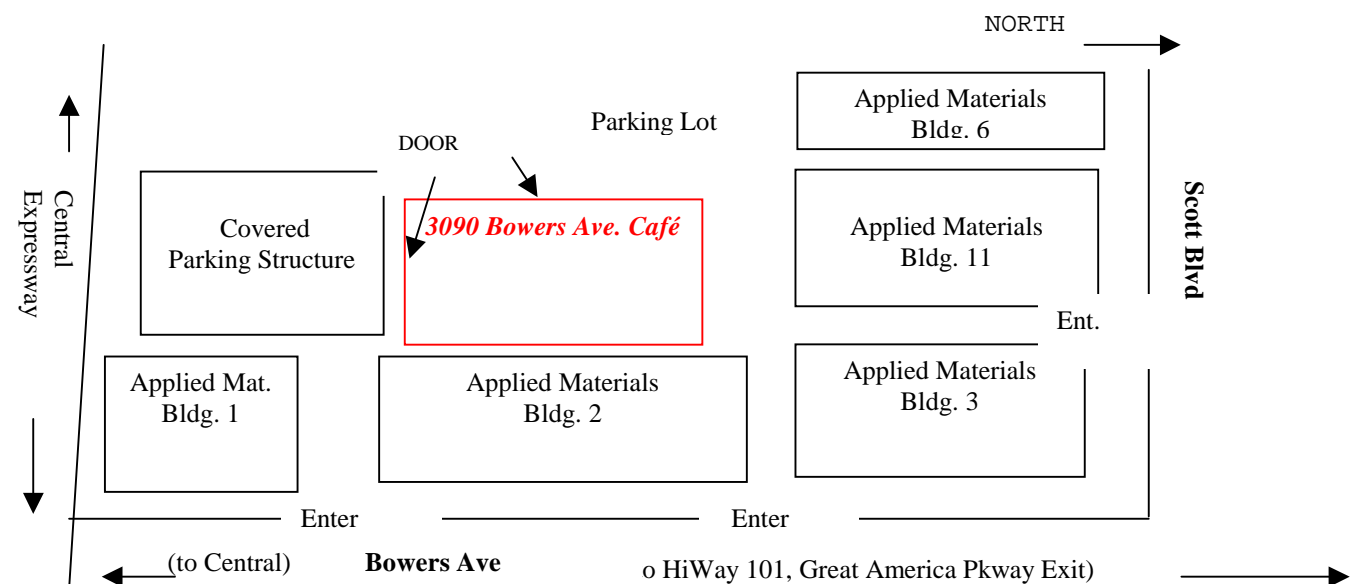 NORTH
Applied Materials
Bldg. 6
Parking Lot
DOOR
Central
Expressway
Covered
Parking Structure
3090 Bowers Ave. Café
Applied Materials
Bldg. 11
Scott Blvd
Ent.
Applied Mat.
Bldg. 1
Applied Materials
Bldg. 2
Applied Materials
Bldg. 3
Enter
Enter
(to Central)
Bowers Ave
o HiWay 101, Great America Pkway Exit)